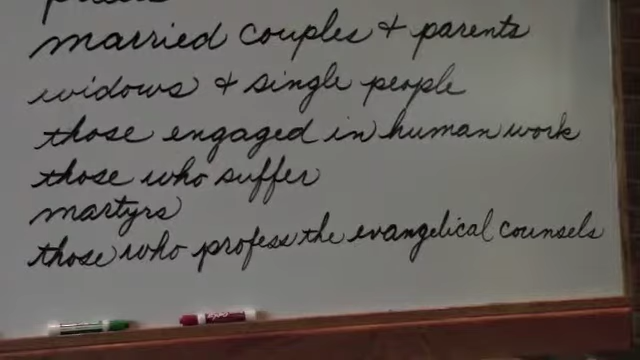 married couples & parents
widows & single people
those engaged in human work
those who suffer
martyrs
those who profess the evangelical counsels